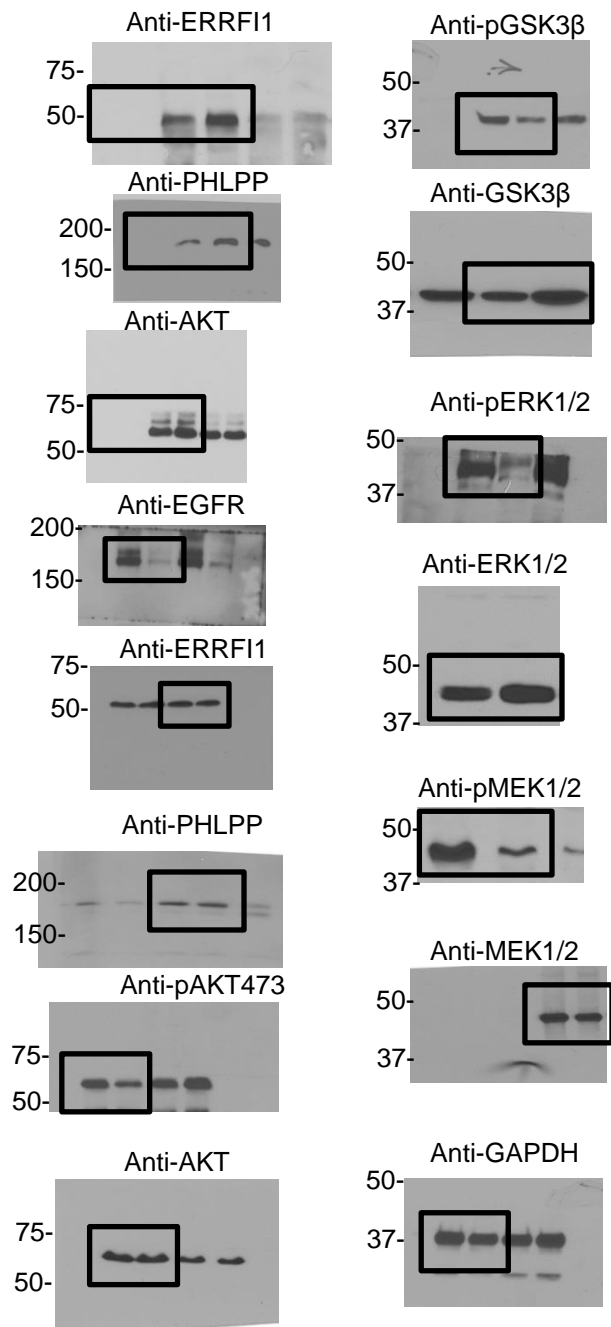 Anti-ERRFI1
75-
50-
Anti-PHLPP
200-
150-
Anti-AKT
75-
50-
Anti-EGFR
200-
150-
Anti-ERRFI1
75-
50-
Anti-PHLPP
200-
150-
Anti-pAKT473
75-
50-
Anti-AKT
75-
50-
Anti-pGSK3β
50-
37-
Anti-GSK3β
50-
37-
Anti-pERK1/2
50-
37-
Anti-ERK1/2
50-
37-
Anti-pMEK1/2
50-
37-
Anti-MEK1/2
50-
37-
Anti-GAPDH
50-
37-